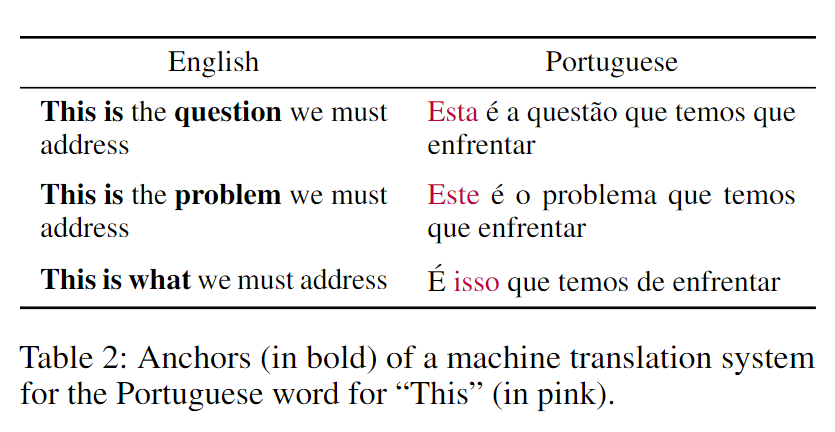 English Portuguese
This is the question we must Esta é a questão que temos que
address enfrentar
This is the problem we must Este é o problema que temos
address que enfrentar
This is what we must address É isso que temos de enfrentar
Table 2: Anchors (in bold) of a machine translation system
for the Portuguese word for “This” (in pink).